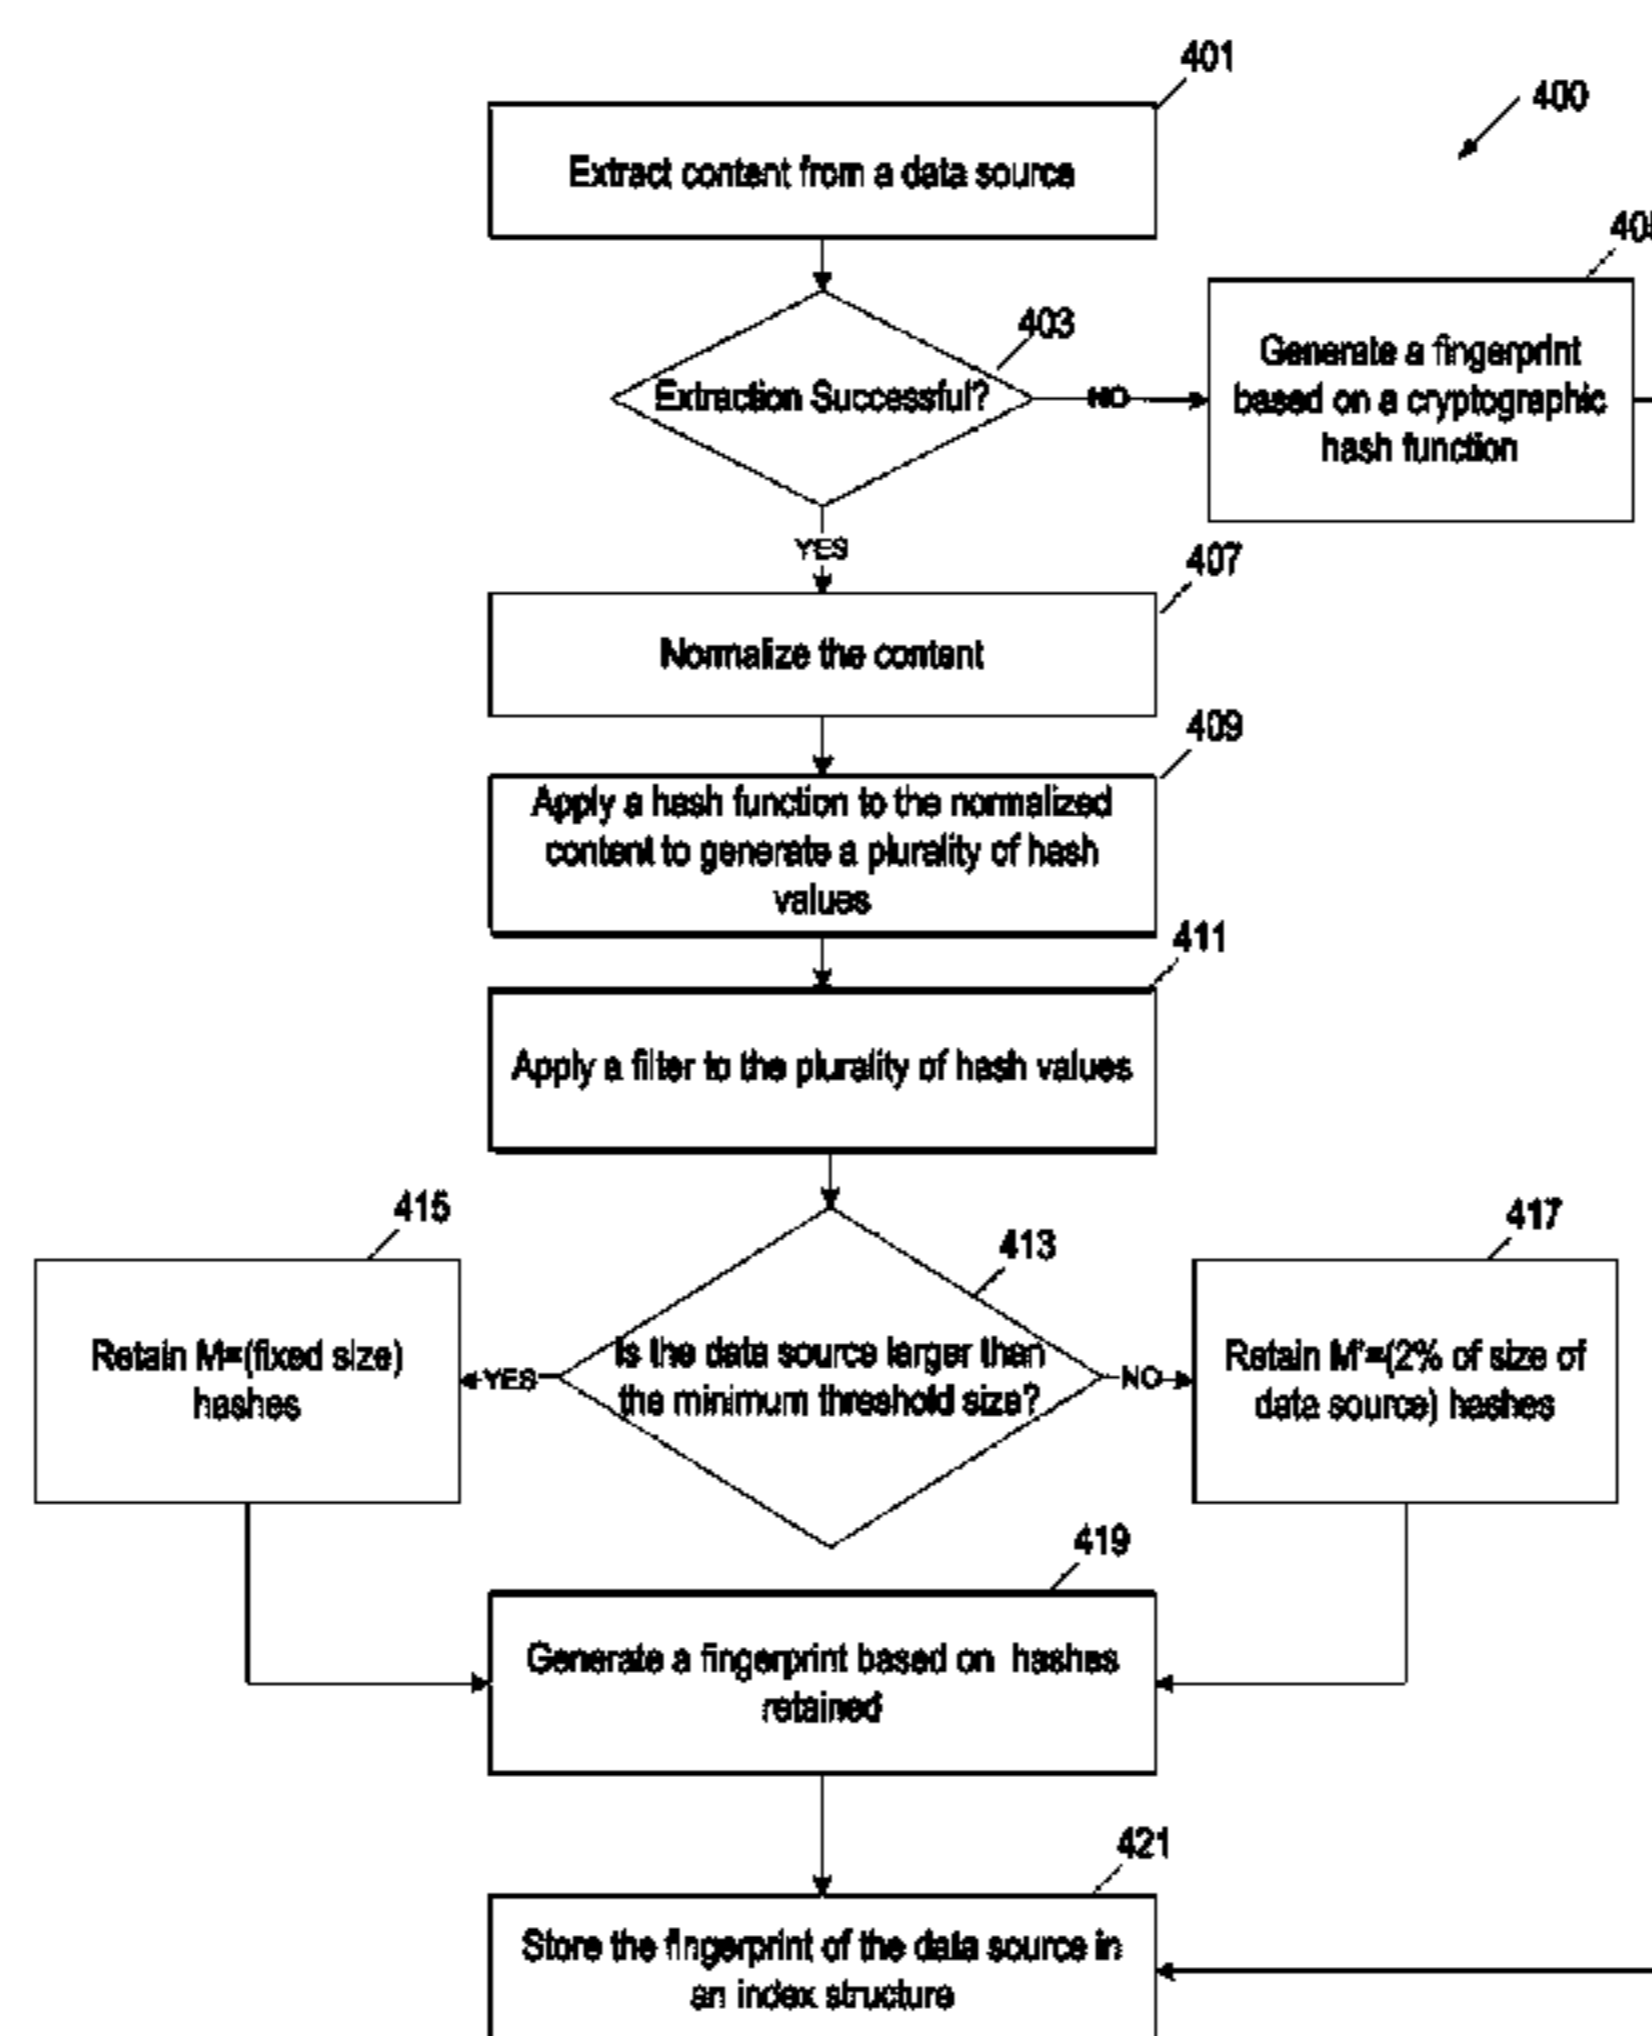 401
400
Extract content from a data source
403
Extraction Successful?
NO
Generate a fingerprint
based on a cryptographic
hash function
YES
407
Normalize the content
409
Apply a hash function to the normalized
content to generate a plurality of hash
values
411
Apply a filter to the plurality of hash values
415
413
417
Retain M=(fixed size)
hashes
YES
Is the data source larger than
the minimum threshold size?
NO
Retain M'=(2% of size of
data source) hashes
419
Generate a fingerprint based on hashes
retained
421
Store the fingerprint of the data source in
an index structure